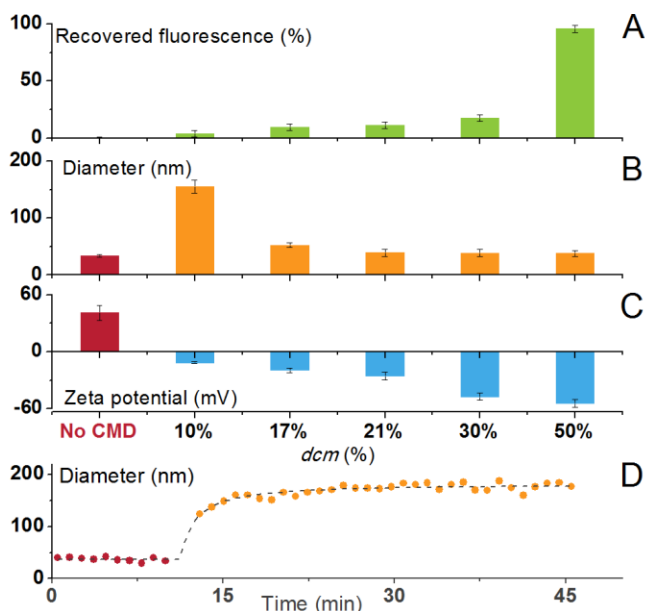 100
Recovered fluorescence (%)
A
50
0
200
Diameter (nm)
B
100
0
60
C
0
Zeta potential (mV)
-60
No CMD 10% 17% 21% 30% 50%
dcm (%)
200
Diameter (nm)
D
100
0
0 15 30 45
Time (min)